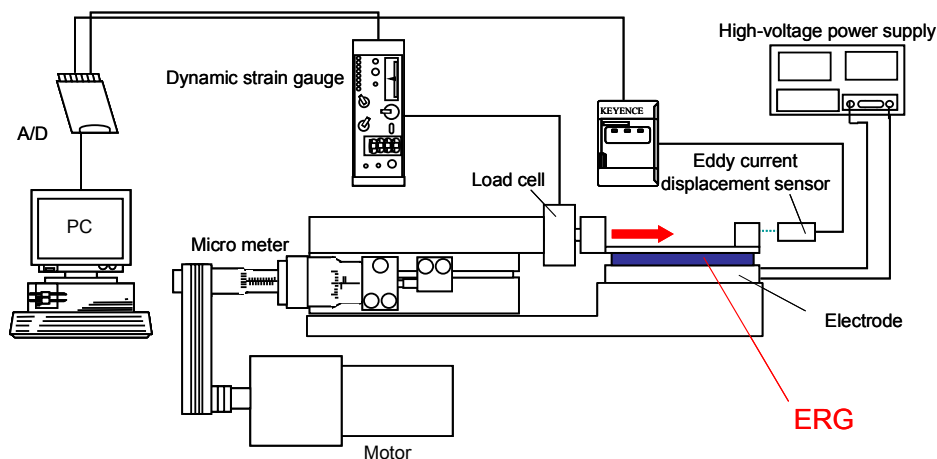 High-voltage power supply
Dynamic strain gauge
KEYENCE
A/D
Eddy current
displacement sensor
Load cell
PC
Micro meter
Electrode
ERG
Motor